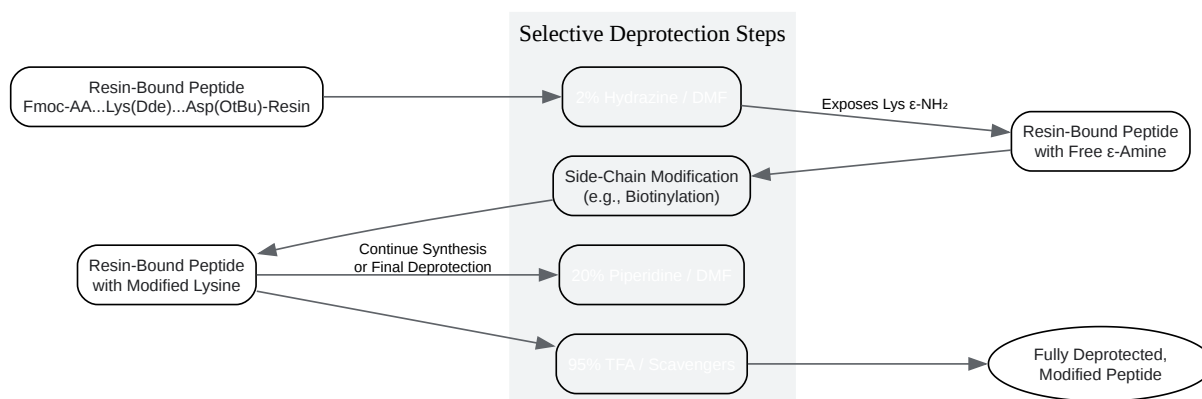 Selective Deprotection Steps
Resin-Bound Peptide
Fmoc-AA...Lys(Dde)...Asp(OtBu)-Resin
2% Hydrazine / DMF
Exposes Lys ε-NH₂
Resin-Bound Peptide
with Free ε-Amine
Side-Chain Modification
(e.g., Biotinylation)
Resin-Bound Peptide
with Modified Lysine
Continue Synthesis
or Final Deprotection
20% Piperidine / DMF
95% TFA / Scavengers
Fully Deprotected,
Modified Peptide